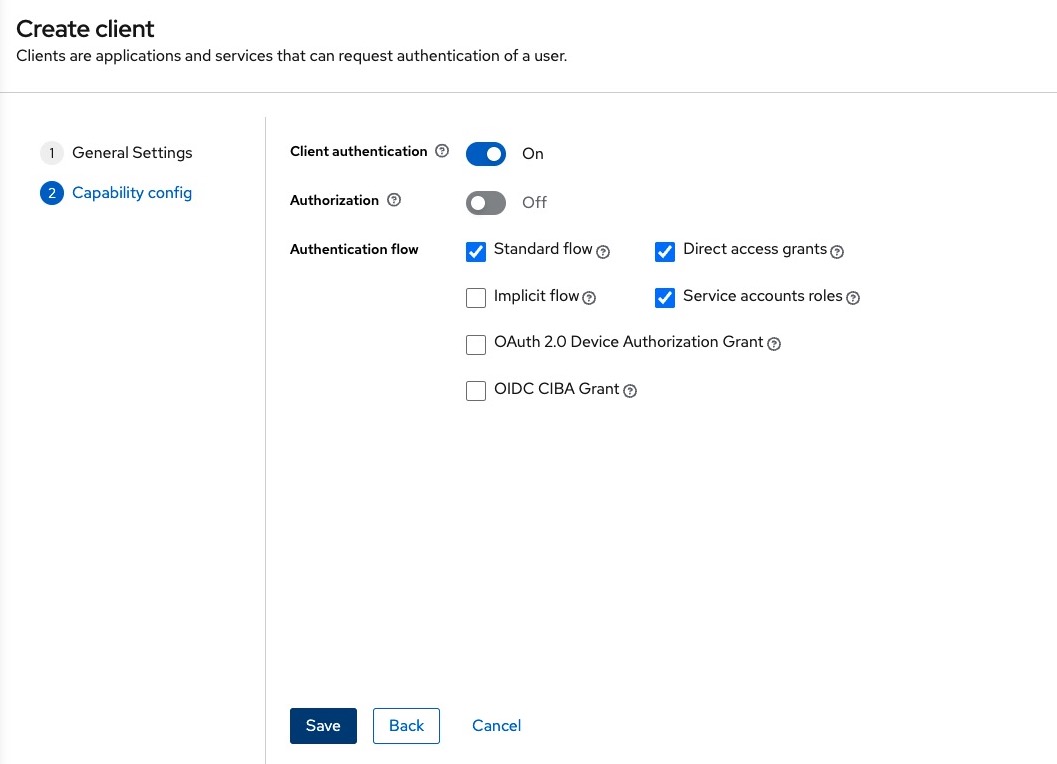 Create client
Clients are applications and services that can request authentication of a user.
1 General Settings
2 Capability config
Client authentication ? On
Authorization ? Off
Authentication flow
Standard flow ? Direct access grants ?
Implicit flow ? Service accounts roles ?
OAuth 2.0 Device Authorization Grant ?
OIDC CIBA Grant ?
Save Back Cancel